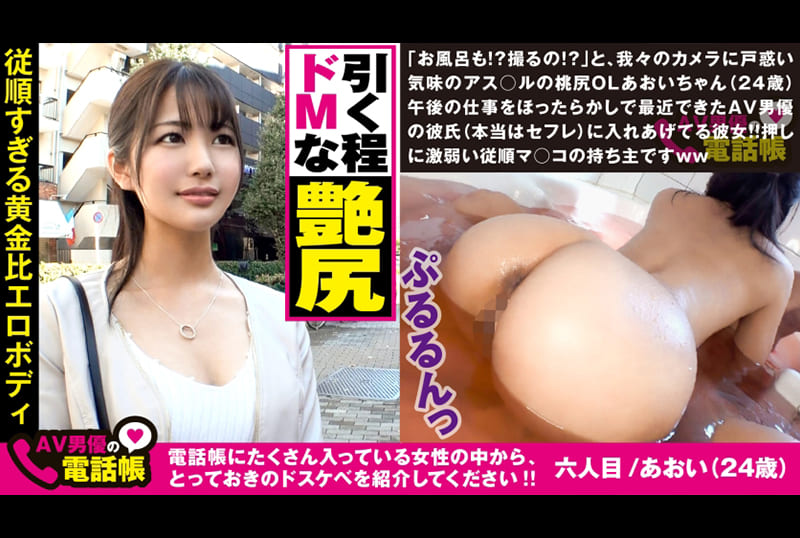 従順すぎる黄金比エロボディ
引く程
ドMな
艶尻
「お風呂も!?撮るの!?」と、我々のカメラに戸惑い
気味のアス○ルの桃尻OLあおいちゃん（24歳）
午後の仕事をほったらかしで最近できたAV男優
の彼氏（本当はセフレ）に入れあげてる彼女!!押し
に激弱い従順マ○コの持ち主ですww
AV男優の
電話帳
ぷるるんっ
AV男優の
電話帳
電話帳にたくさん入っている女性の中から、
とっておきのドスケベを紹介してください!!
六人目/あおい（24歳）